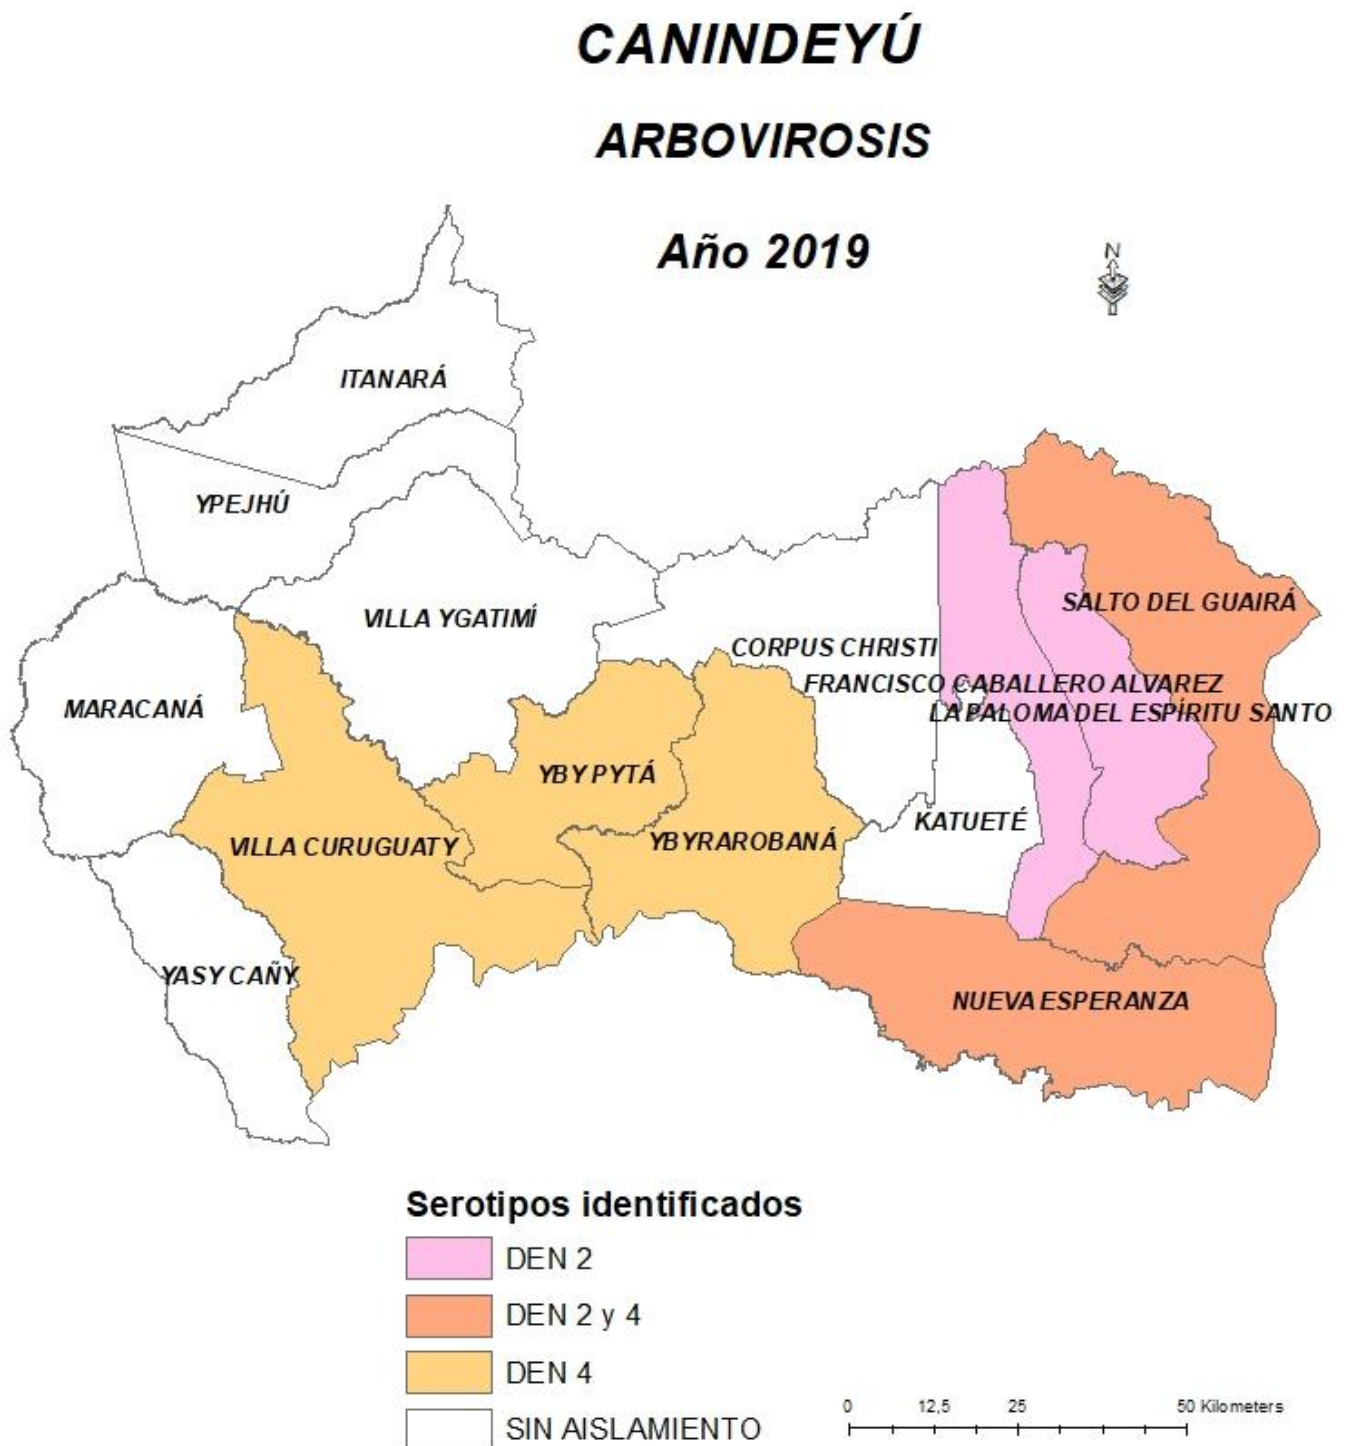 CANINDEYÚ
ARBOVIROSIS
Año 2019
N
ITANARÁ
YPEJHÚ
SALTO DEL GUAIRÁ
VILLA YGATIMÍ
CORPUS CHRISTI
FRANCISCO CABALLERO ALVAREZ
MARACANÁ
LA PALOMA DEL ESPÍRITU SANTO
YBY PYTÁ
KATUETÉ
VILLA CURUGUATY
YBYRAROBANÁ
YASY CAÑY
NUEVA ESPERANZA
Serotipos identificados
DEN 2
DEN 2 y 4
DEN 4
SIN AISLAMIENTO
0 12,5 25 50 Kilometers